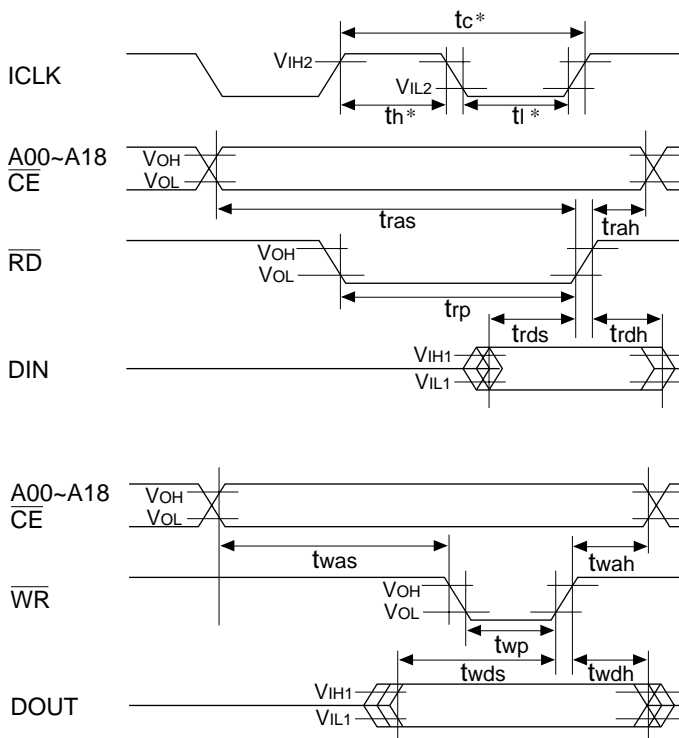 tc*
ICLK
VIH2
VIL2
th*
tl*
A00~A18
CE
VOH
VOL
tras
trah
RD
VOH
VOL
trp
trds
trdh
DIN
VIH1
VIL1
A00~A18
CE
VOH
VOL
twas
twah
WR
VOH
VOL
twp
twds
twdh
DOUT
VIH1
VIL1